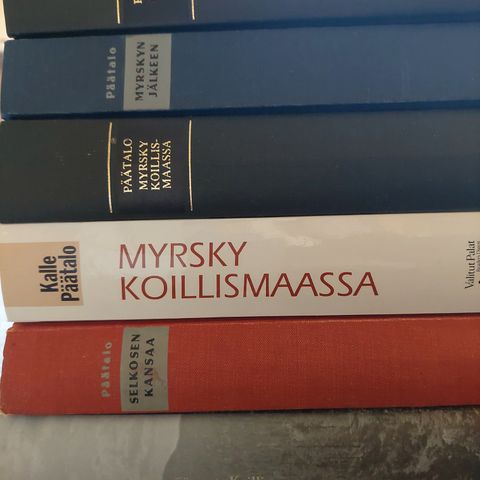 Päätalo
MYRSKYN
JÄLKEEN
PÄÄTALO
MYRSKY
KOILLIS-
MAASSA
Kalle
Päätalo
MYRSKY
KOILLISMAASSA
Valitut Palat
Päätalo
SELKOSEN
KANSAA